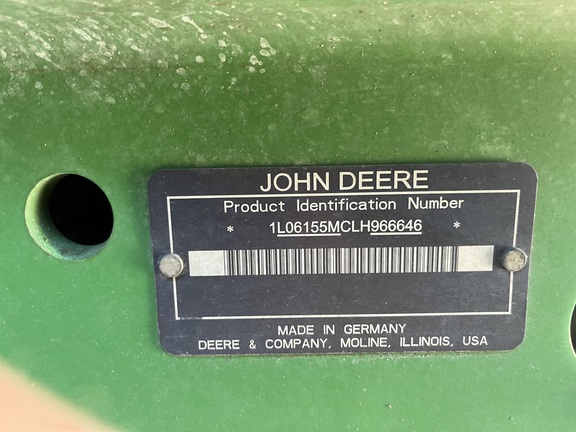 JOHN DEERE
Product Identification Number
* 1L06155MCLH966646 *
MADE IN GERMANY
DEERE & COMPANY, MOLINE, ILLINOIS, USA